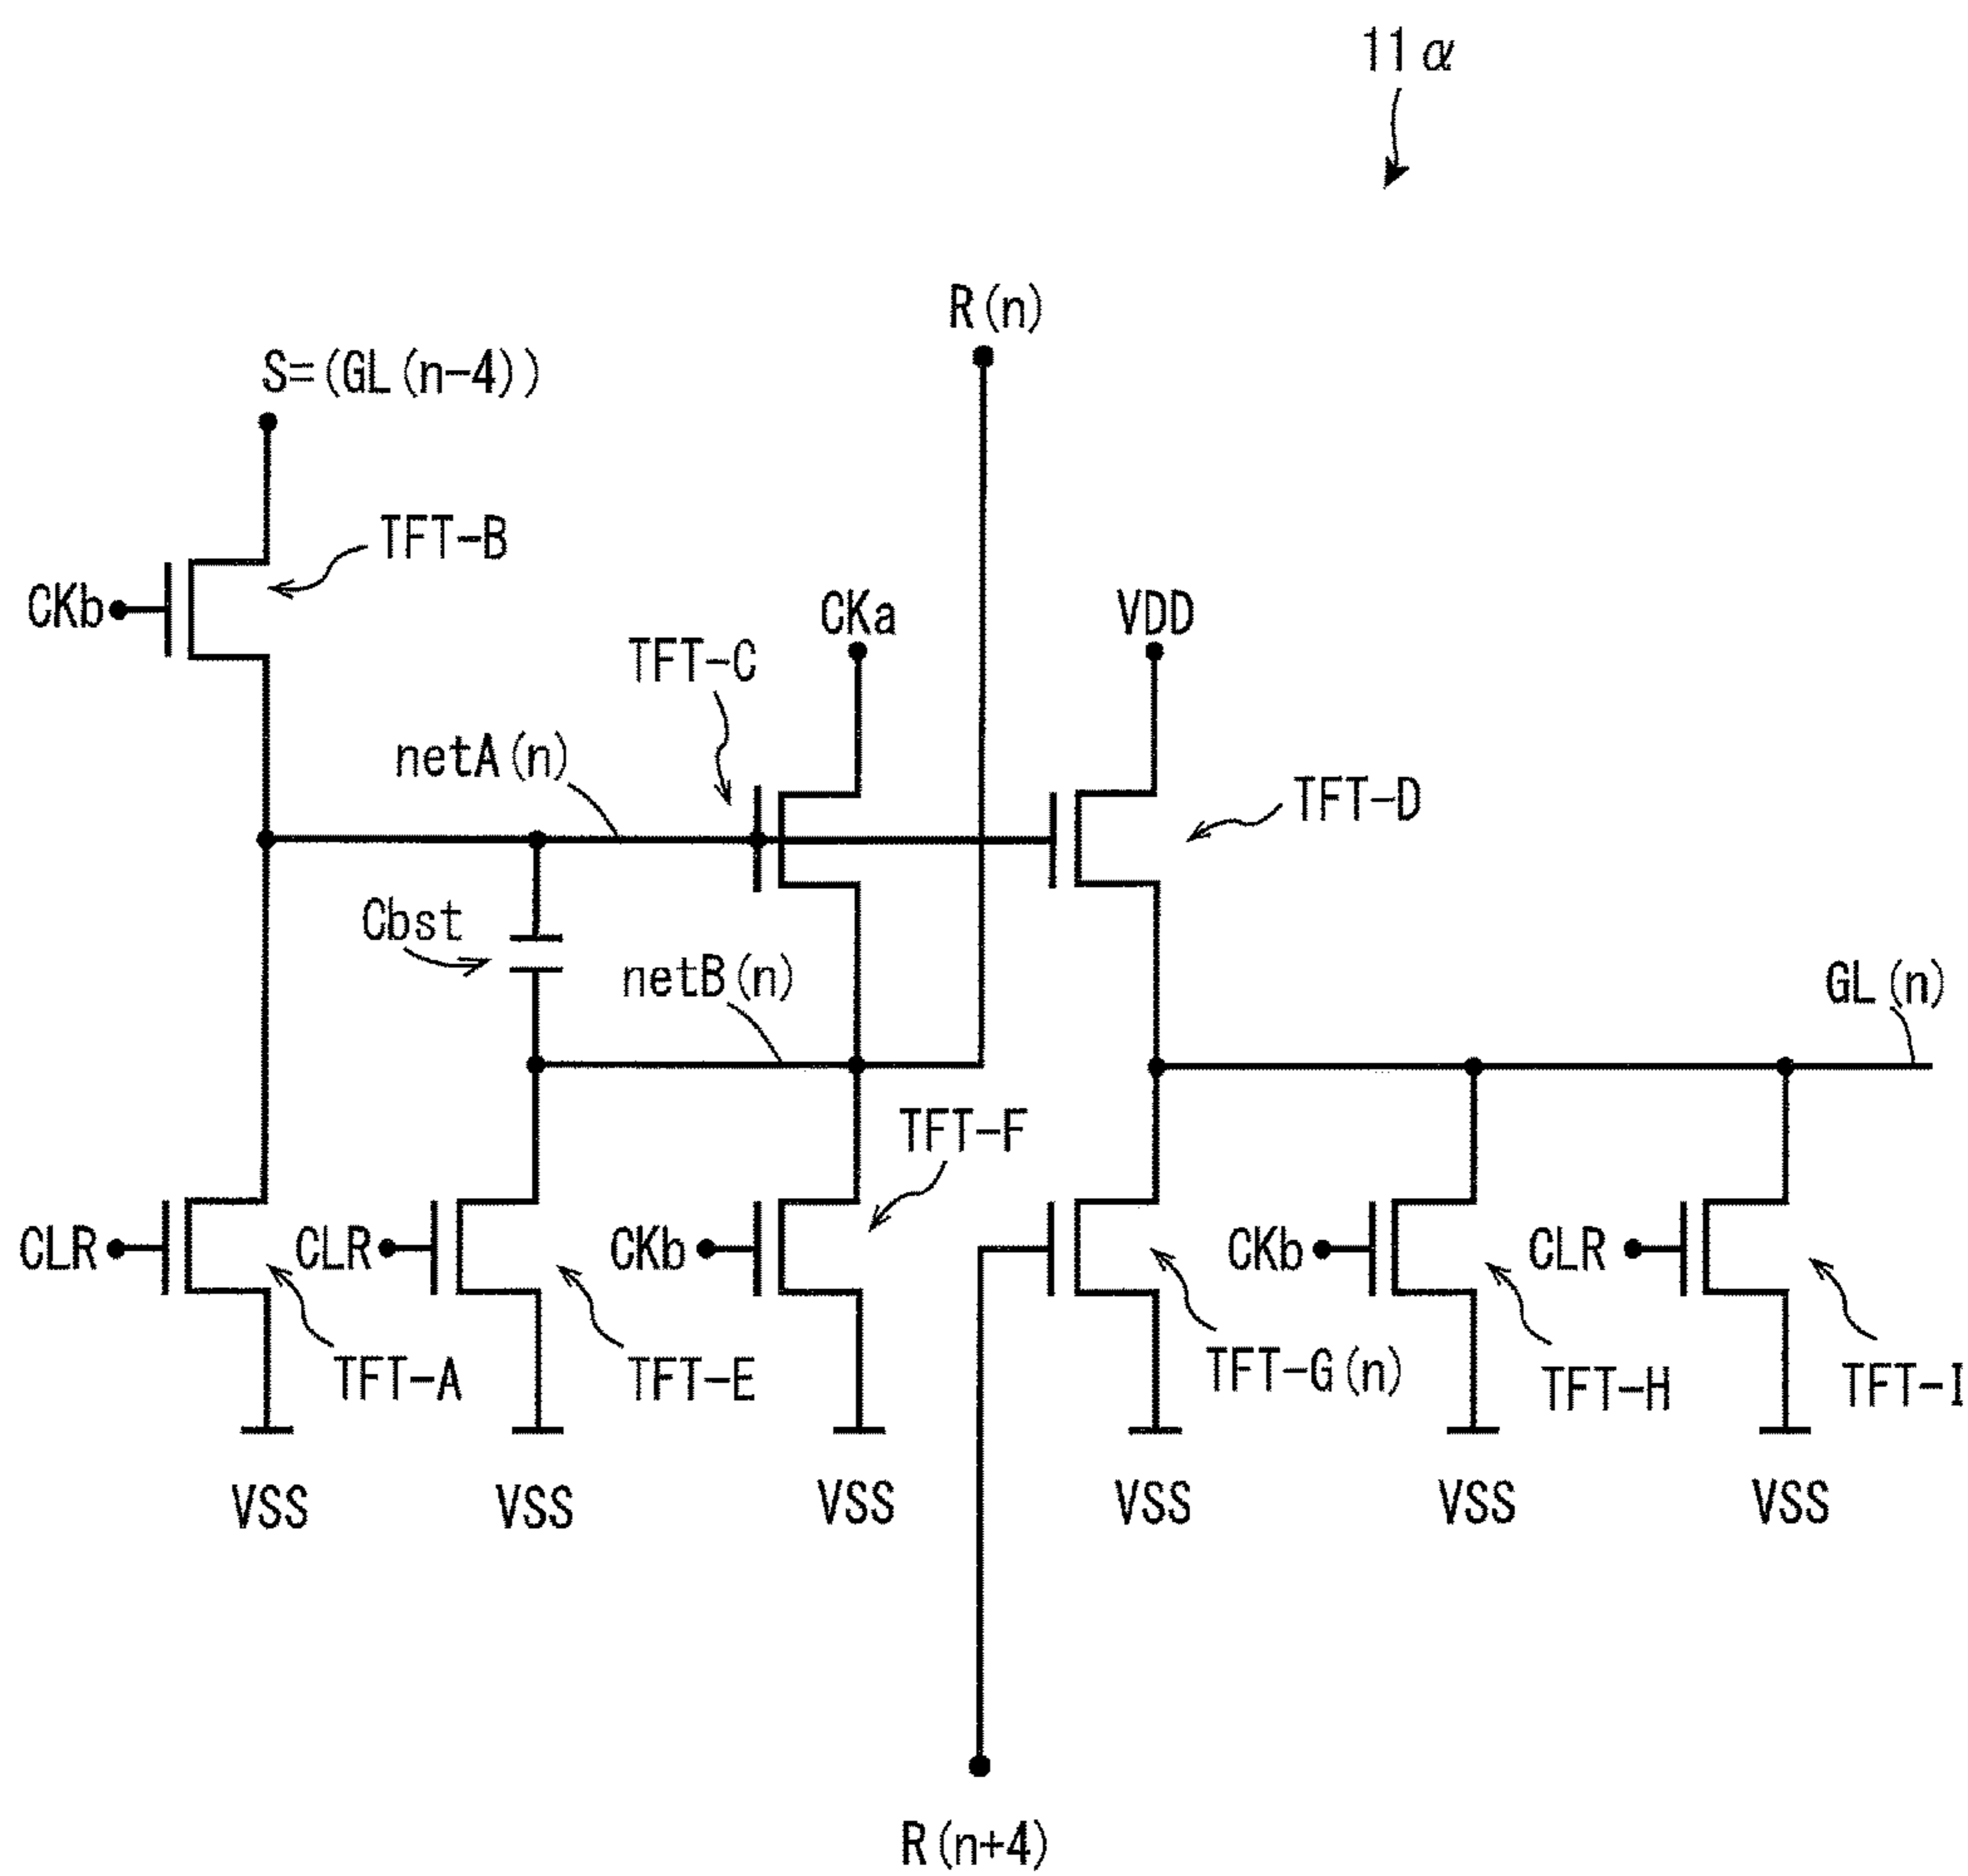 11α
R(n)
S=(GL(n-4))
TFT-B
CKb
CKa
VDD
TFT-C
netA(n)
TFT-D
Cbst
netB(n)
GL(n)
TFT-F
CLR
CLR
CKb
CKb
CLR
TFT-A
TFT-E
TFT-G(n)
TFT-H
TFT-I
VSS
VSS
VSS
VSS
VSS
VSS
R(n+4)